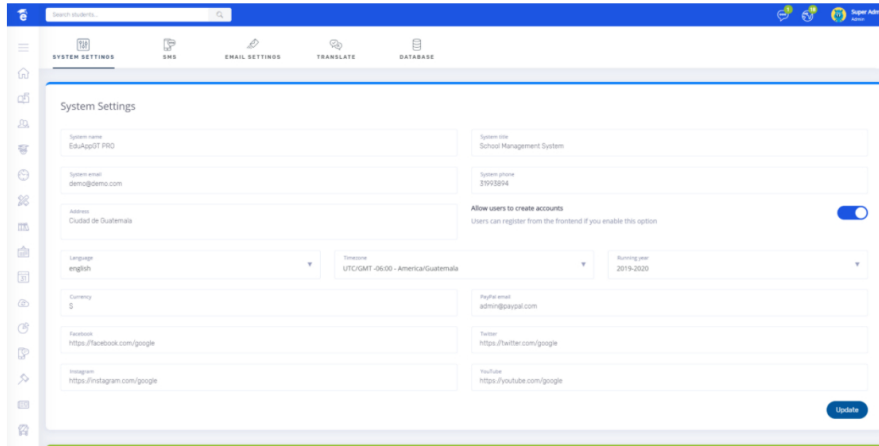 Search students...
Super Adm
Admin
SYSTEM SETTINGS
SMS
EMAIL SETTINGS
TRANSLATE
DATABASE
System Settings
System name
EduAppGT PRO
System title
School Management System
System email
demo@demo.com
System phone
31993894
Address
Ciudad de Guatemala
Allow users to create accounts
Users can register from the frontend if you enable this option
Language
english
Timezone
UTC/GMT -06:00 - America/Guatemala
Running year
2019-2020
Currency
$
PayPal email
admin@paypal.com
Facebook
https://facebook.com/google
Twitter
https://twitter.com/google
Instagram
https://instagram.com/google
YouTube
https://youtube.com/google
Update